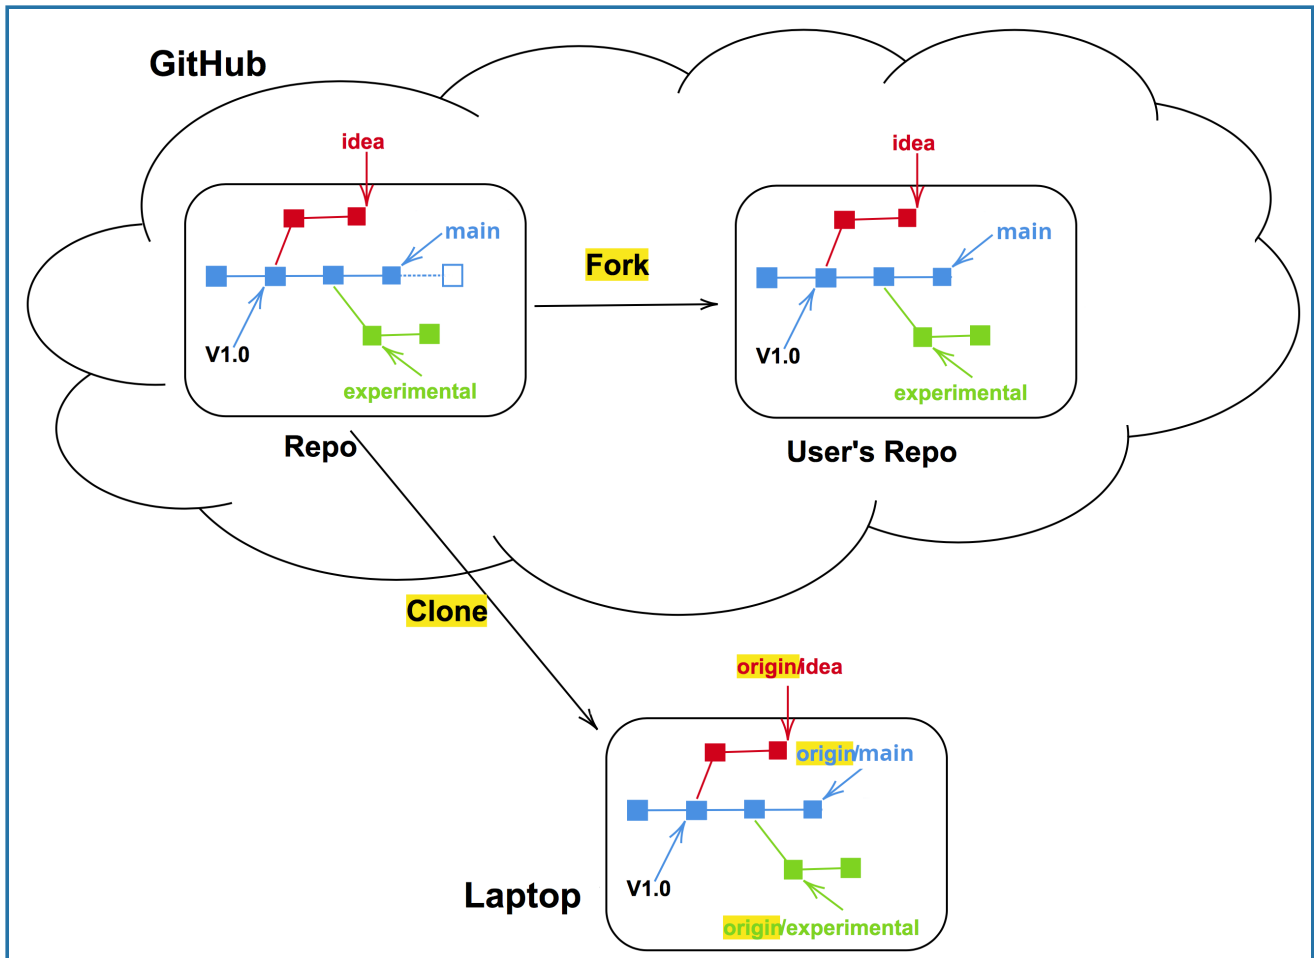 GitHub
idea
main
V1.0
experimental
Repo
Fork
idea
main
V1.0
experimental
User's Repo
Clone
origin/idea
origin/main
V1.0
origin/experimental
Laptop